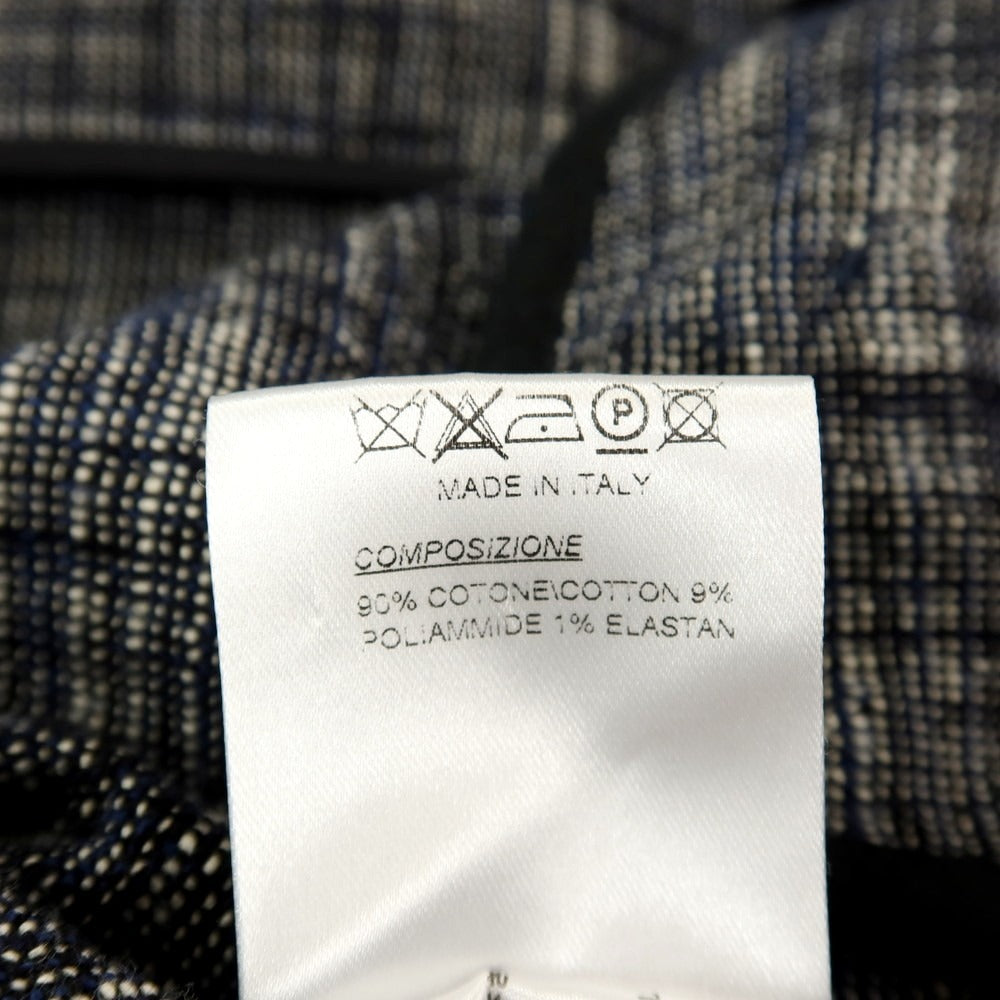 P
MADE IN ITALY
COMPOSIZIONE
90% COTONE\COTTON 9%
POLIAMMIDE 1% ELASTAN